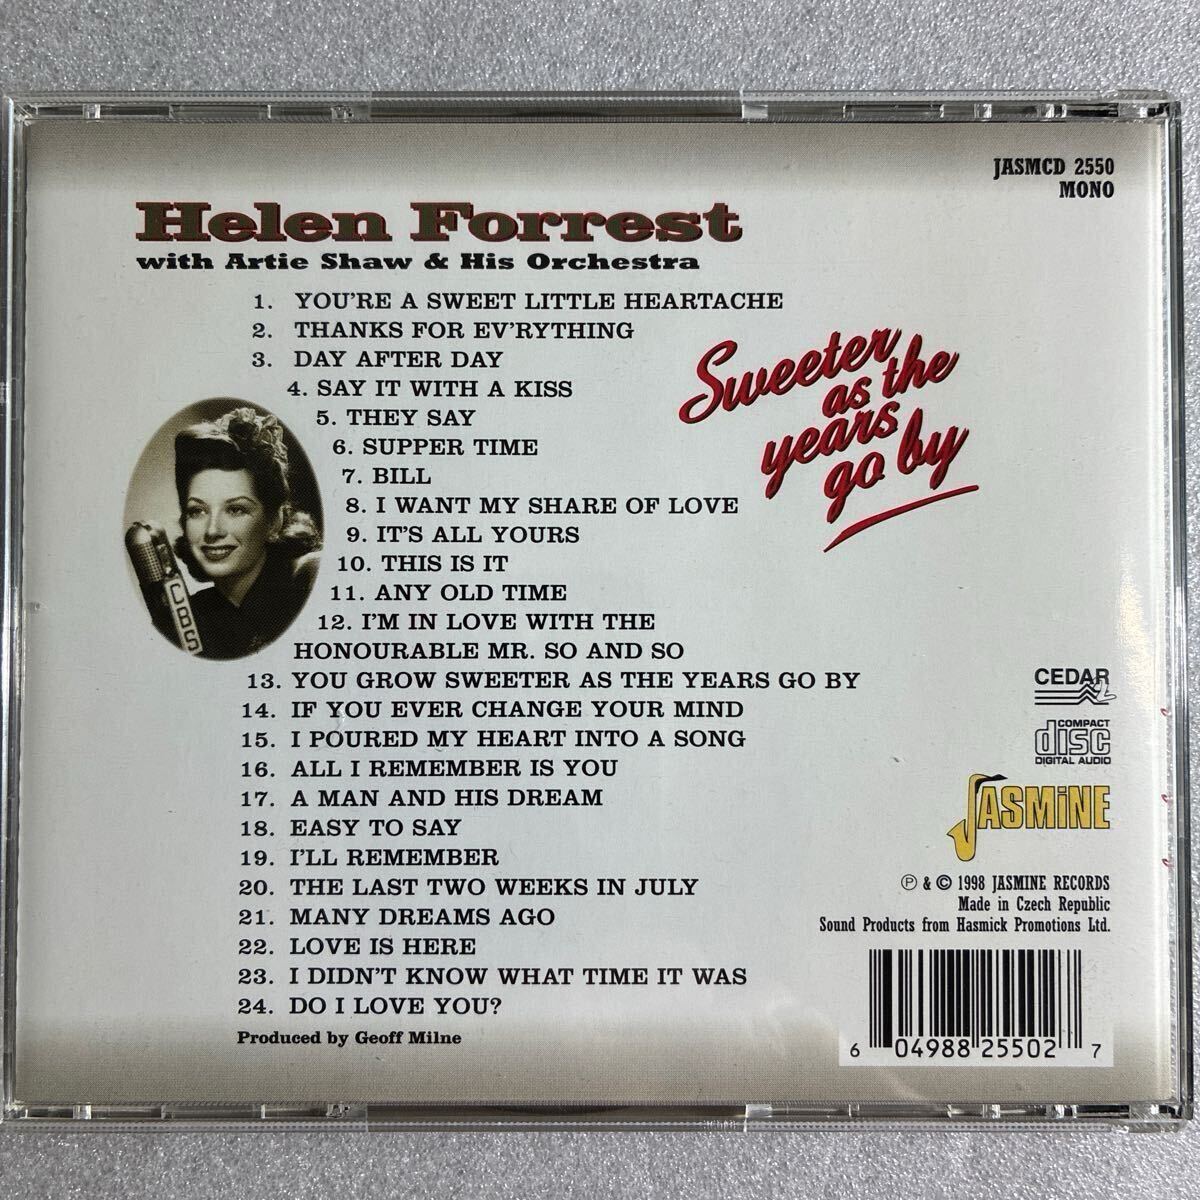 JASMCD 2550
MONO
Helen Forrest
with Artie Shaw & His Orchestra
1. YOU'RE A SWEET LITTLE HEARTACHE
2. THANKS FOR EV'RYTHING
3. DAY AFTER DAY
4. SAY IT WITH A KISS
5. THEY SAY
6. SUPPER TIME
7. BILL
8. I WANT MY SHARE OF LOVE
9. IT'S ALL YOURS
10. THIS IS IT
11. ANY OLD TIME
12. I'M IN LOVE WITH THE
HONOURABLE MR. SO AND SO
13. YOU GROW SWEETER AS THE YEARS GO BY
14. IF YOU EVER CHANGE YOUR MIND
15. I POURED MY HEART INTO A SONG
16. ALL I REMEMBER IS YOU
17. A MAN AND HIS DREAM
18. EASY TO SAY
19. I'LL REMEMBER
20. THE LAST TWO WEEKS IN JULY
21. MANY DREAMS AGO
22. LOVE IS HERE
23. I DIDN'T KNOW WHAT TIME IT WAS
24. DO I LOVE YOU?
Produced by Geoff Milne
Sweeter
as the
years
go by
CBS
CEDAR 2
COMPACT
disc
DIGITAL AUDIO
JASMiNE
℗ & © 1998 JASMINE RECORDS
Made in Czech Republic
Sound Products from Hasmick Promotions Ltd.
6 04988 25502 7